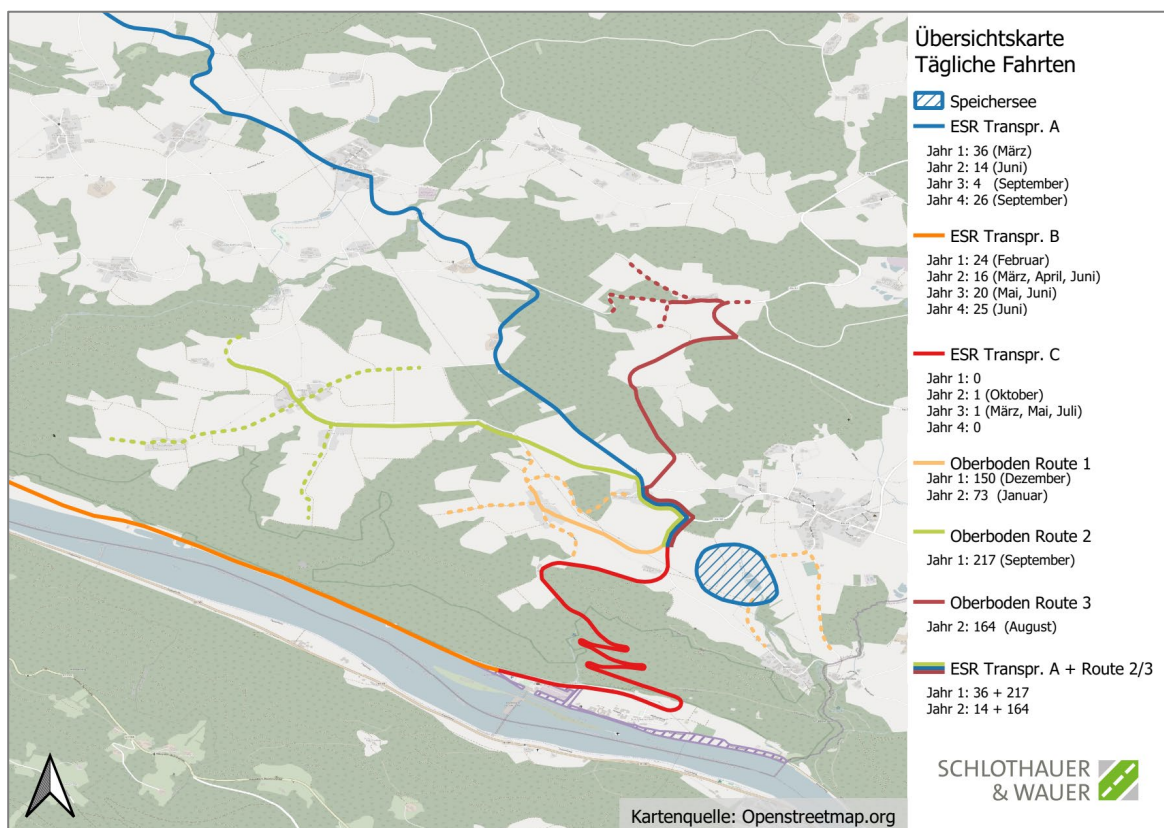 Übersichtskarte
Tägliche Fahrten
Speichersee
ESR Transpr. A
Jahr 1: 36 (März)
Jahr 2: 14 (Juni)
Jahr 3: 4 (September)
Jahr 4: 26 (September)
ESR Transpr. B
Jahr 1: 24 (Februar)
Jahr 2: 16 (März, April, Juni)
Jahr 3: 20 (Mai, Juni)
Jahr 4: 25 (Juni)
ESR Transpr. C
Jahr 1: 0
Jahr 2: 1 (Oktober)
Jahr 3: 1 (März, Mai, Juli)
Jahr 4: 0
Oberboden Route 1
Jahr 1: 150 (Dezember)
Jahr 2: 73 (Januar)
Oberboden Route 2
Jahr 1: 217 (September)
Oberboden Route 3
Jahr 2: 164 (August)
ESR Transpr. A + Route 2/3
Jahr 1: 36 + 217
Jahr 2: 14 + 164
SCHLOTHAUER
& WAUER
Kartenquelle: Openstreetmap.org